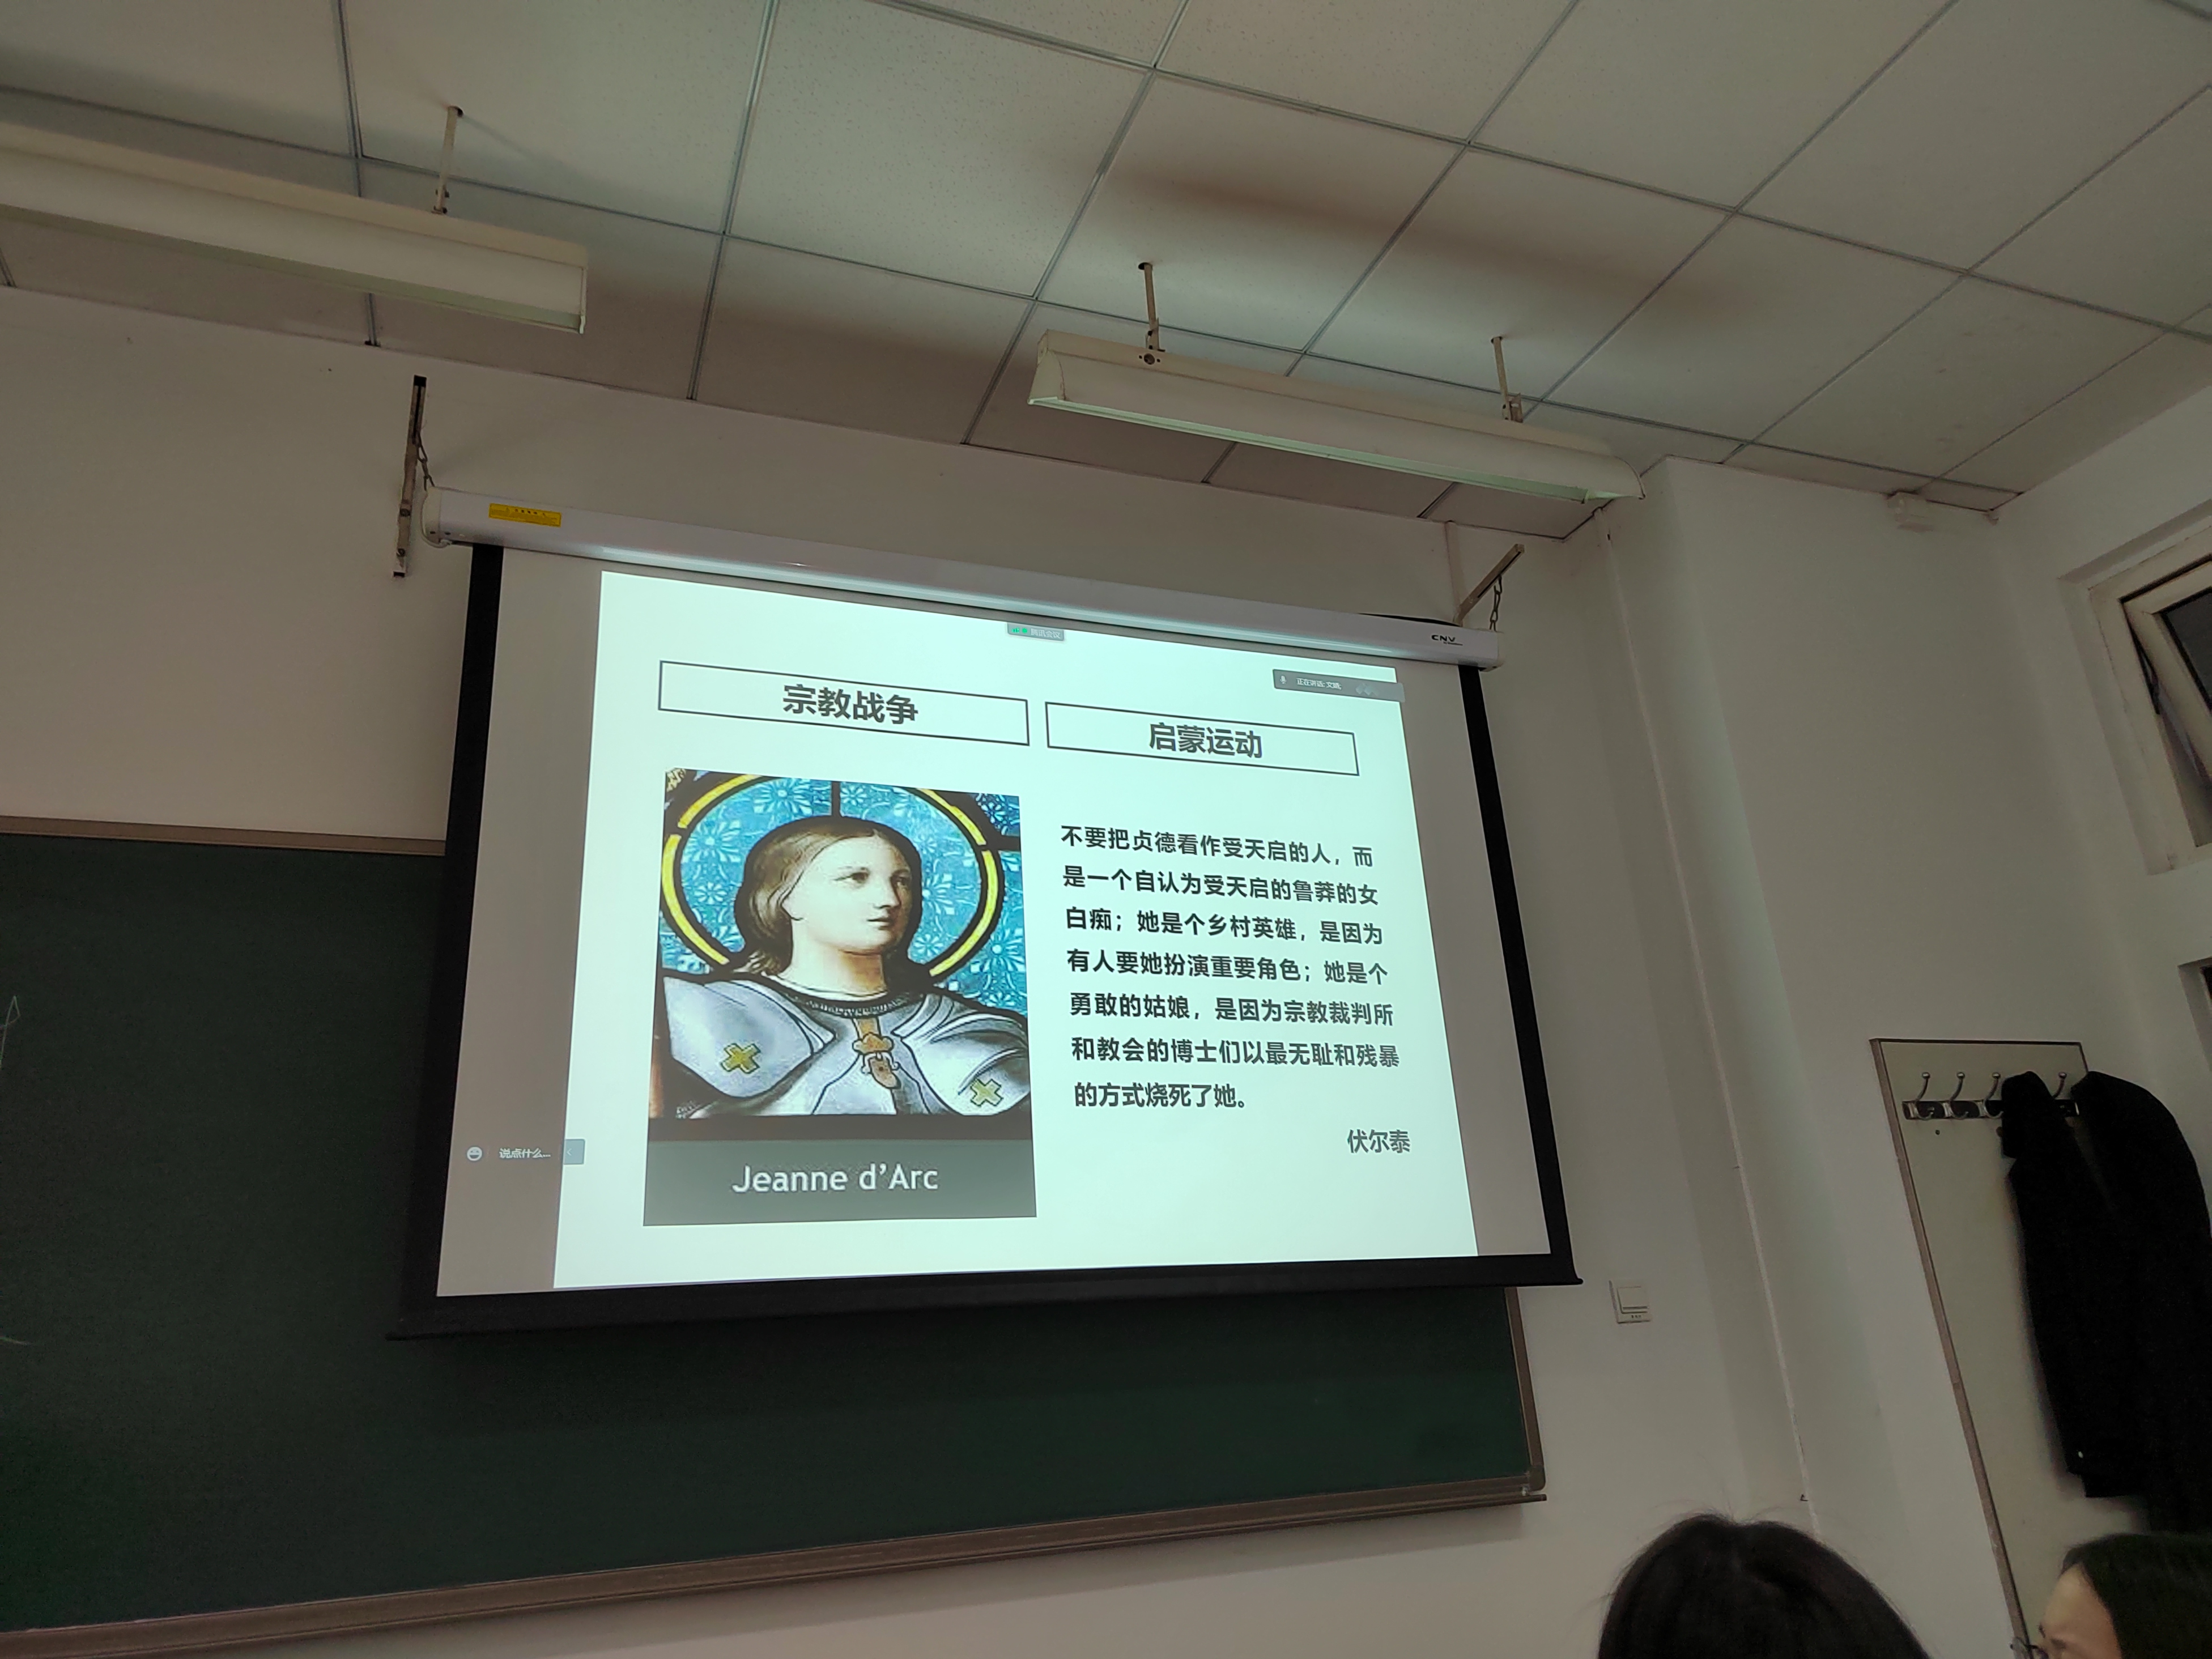 CNV
腾讯会议
正在讲话:
宗教战争
启蒙运动
不要把贞德看作受天启的人，而
是一个自认为受天启的鲁莽的女
白痴；她是个乡村英雄，是因为
有人要她扮演重要角色；她是个
勇敢的姑娘，是因为宗教裁判所
和教会的博士们以最无耻和残暴
的方式烧死了她。
伏尔泰
说点什么...
Jeanne d’Arc